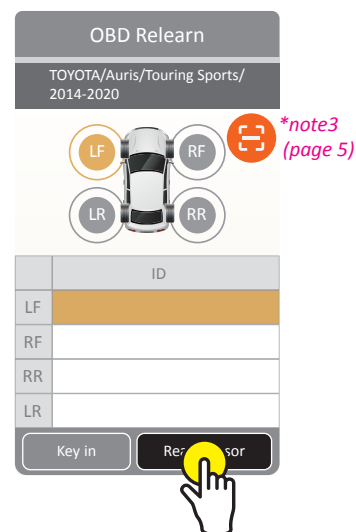 OBD Relearn
TOYOTA/Auris/Touring Sports/
2014-2020
*note3
(page 5)
LF
RF
LR
RR
ID
LF
RF
RR
LR
Key in